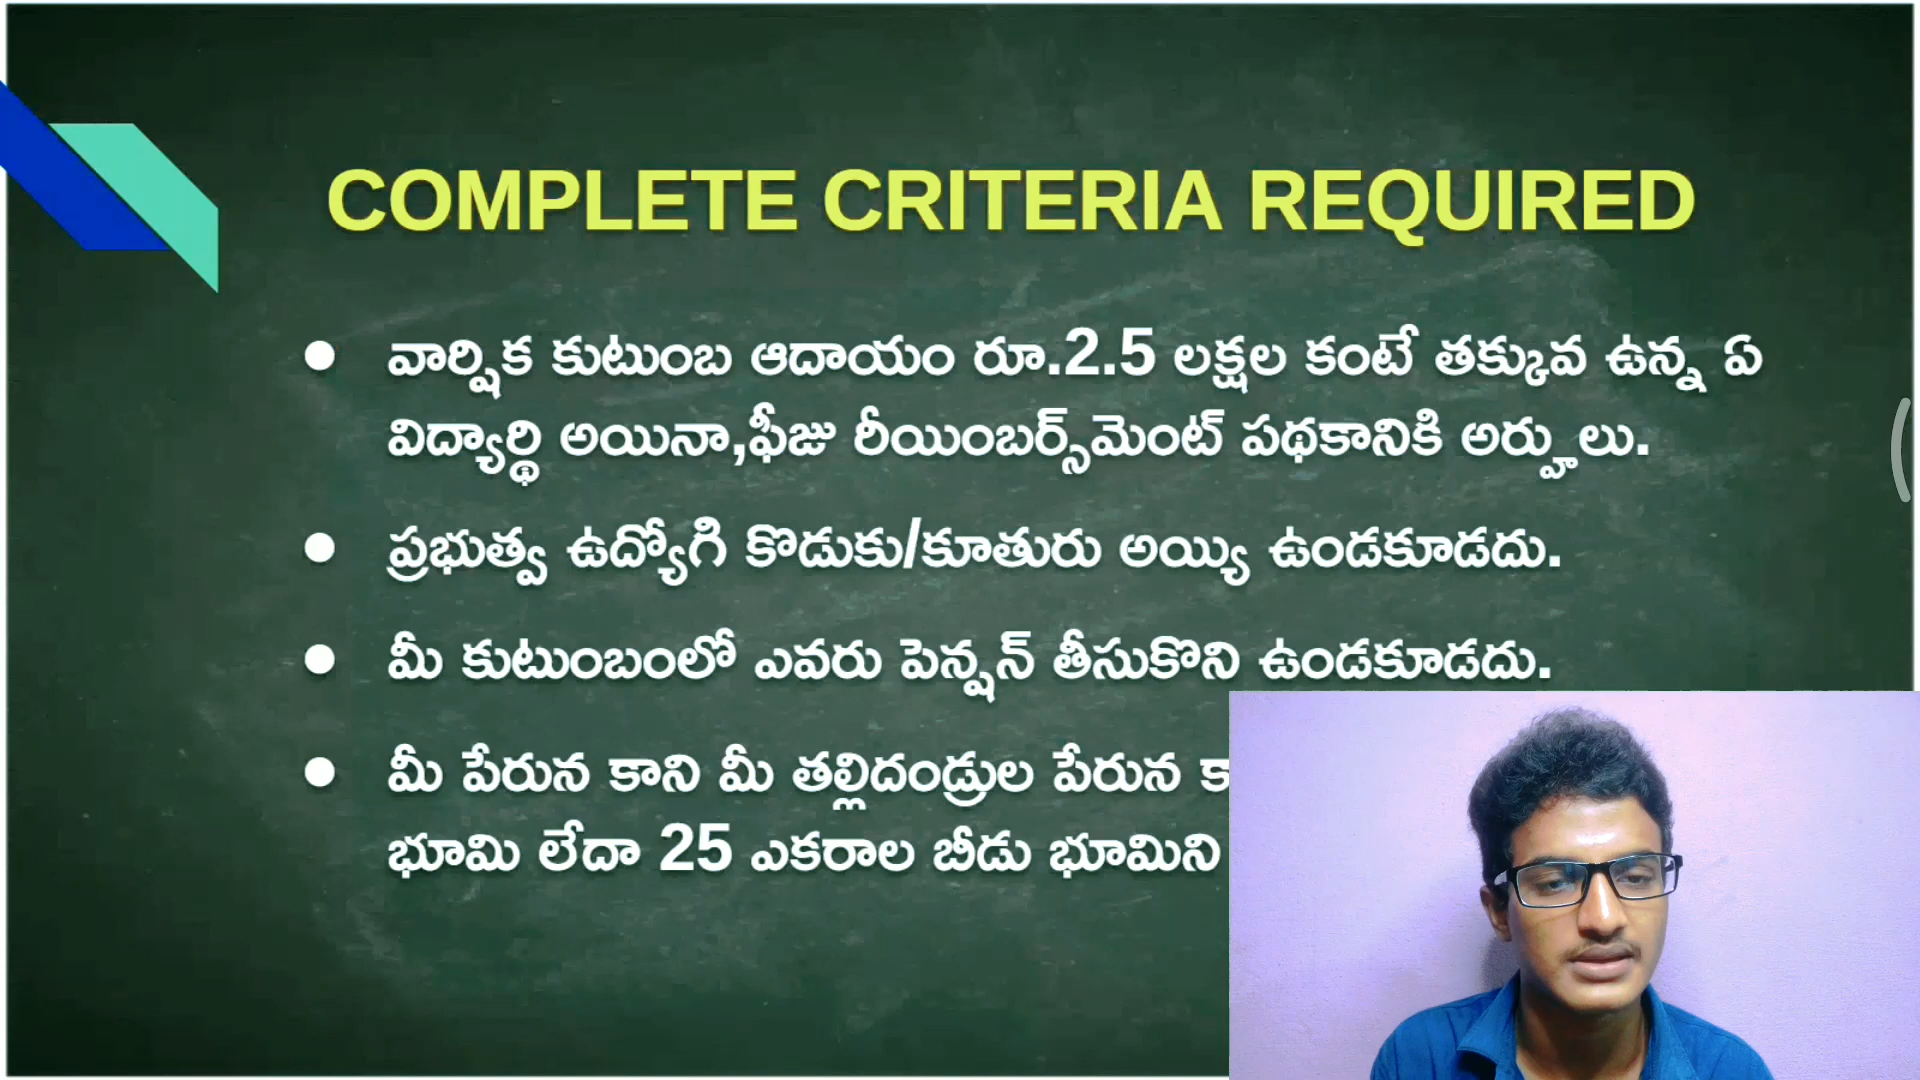 COMPLETE CRITERIA REQUIRED
● వార్షిక కుటుంబ ఆదాయం రూ.2.5 లక్షల కంటే తక్కువ ఉన్న ఏ
విద్యార్థి అయినా,ఫీజు రీయింబర్స్‌మెంట్ పథకానికి అర్హులు.
● ప్రభుత్వ ఉద్యోగి కొడుకు/కూతురు అయ్యి ఉండకూడదు.
● మీ కుటుంబంలో ఎవరు పెన్షన్ తీసుకొని ఉండకూడదు.
● మీ పేరున కాని మీ తల్లిదండ్రుల పేరున
భూమి లేదా 25 ఎకరాల బీడు భూమిని